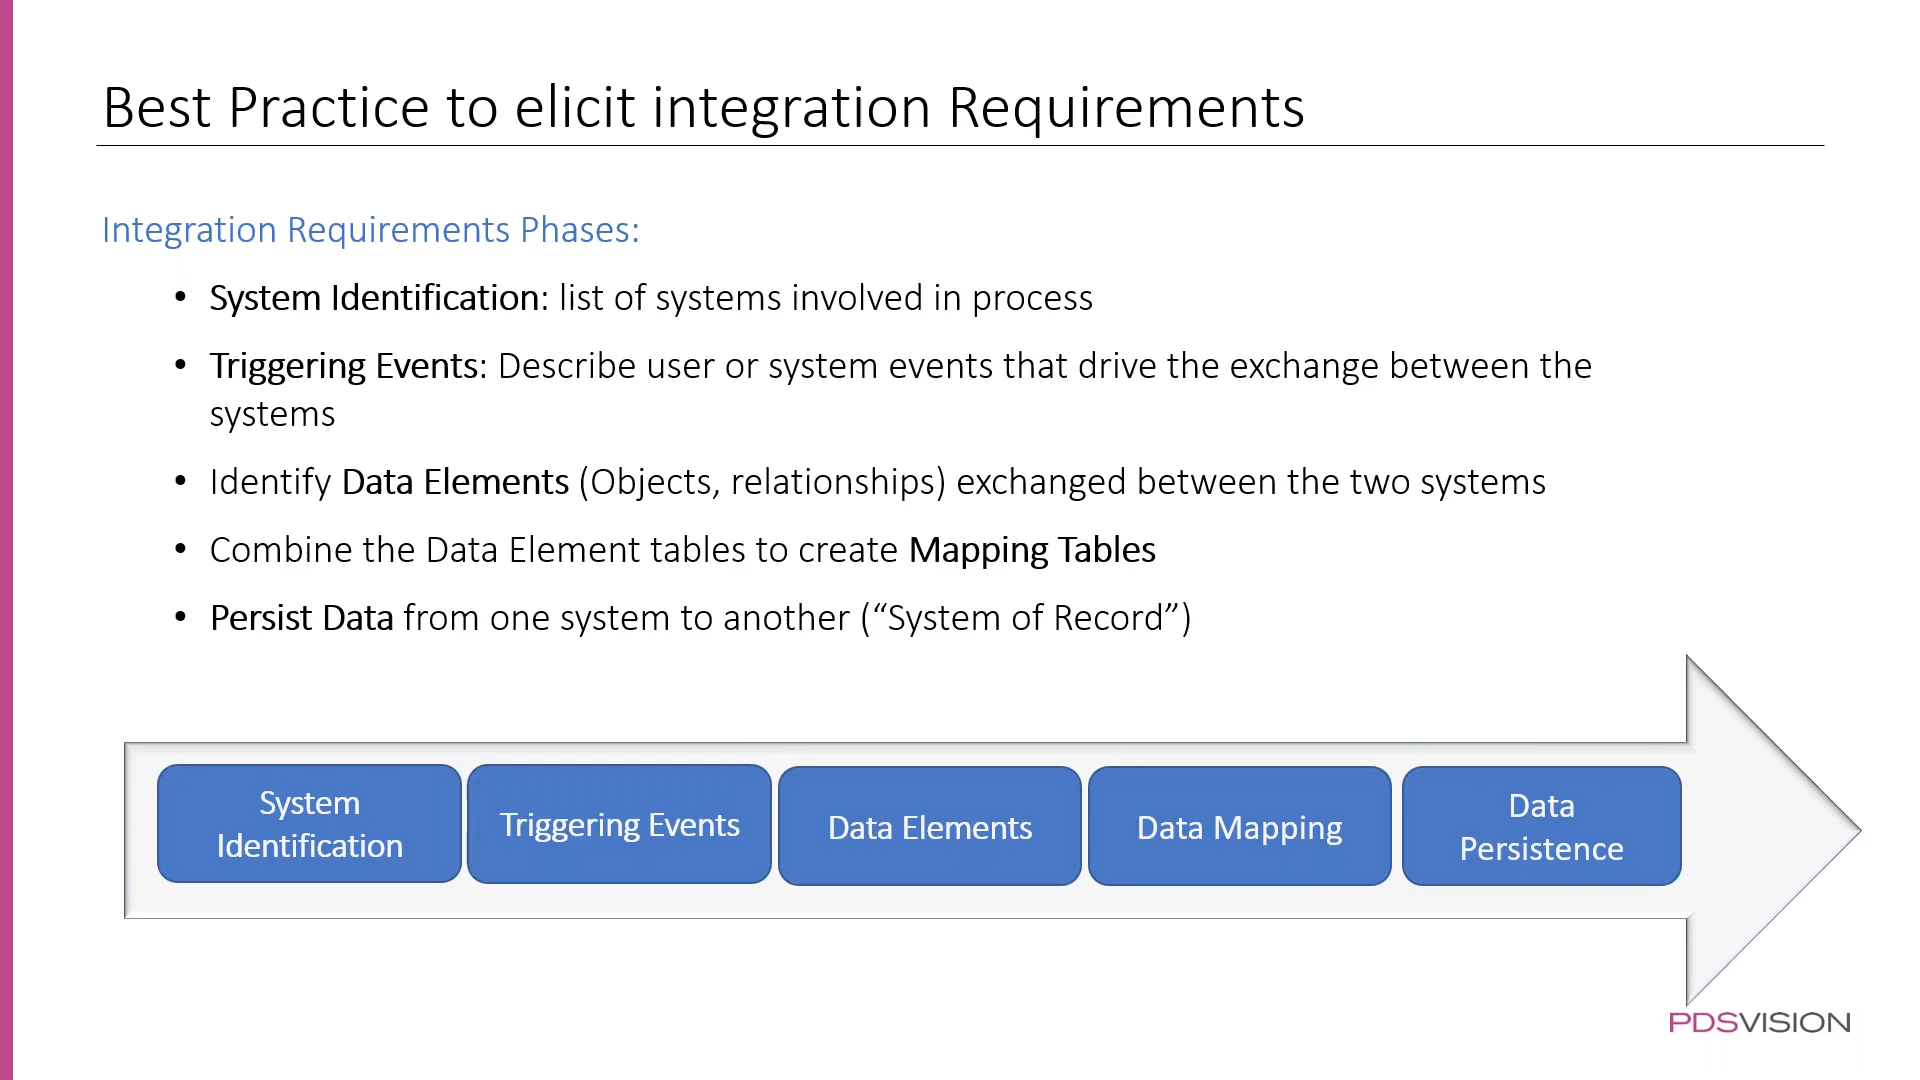 Best Practice to elicit integration Requirements
Integration Requirements Phases:
• System Identification: list of systems involved in process
• Triggering Events: Describe user or system events that drive the exchange between the
systems
• Identify Data Elements (Objects, relationships) exchanged between the two systems
• Combine the Data Element tables to create Mapping Tables
• Persist Data from one system to another (“System of Record”)
System
Identification
Triggering Events
Data Elements
Data Mapping
Data
Persistence
PDSVISION